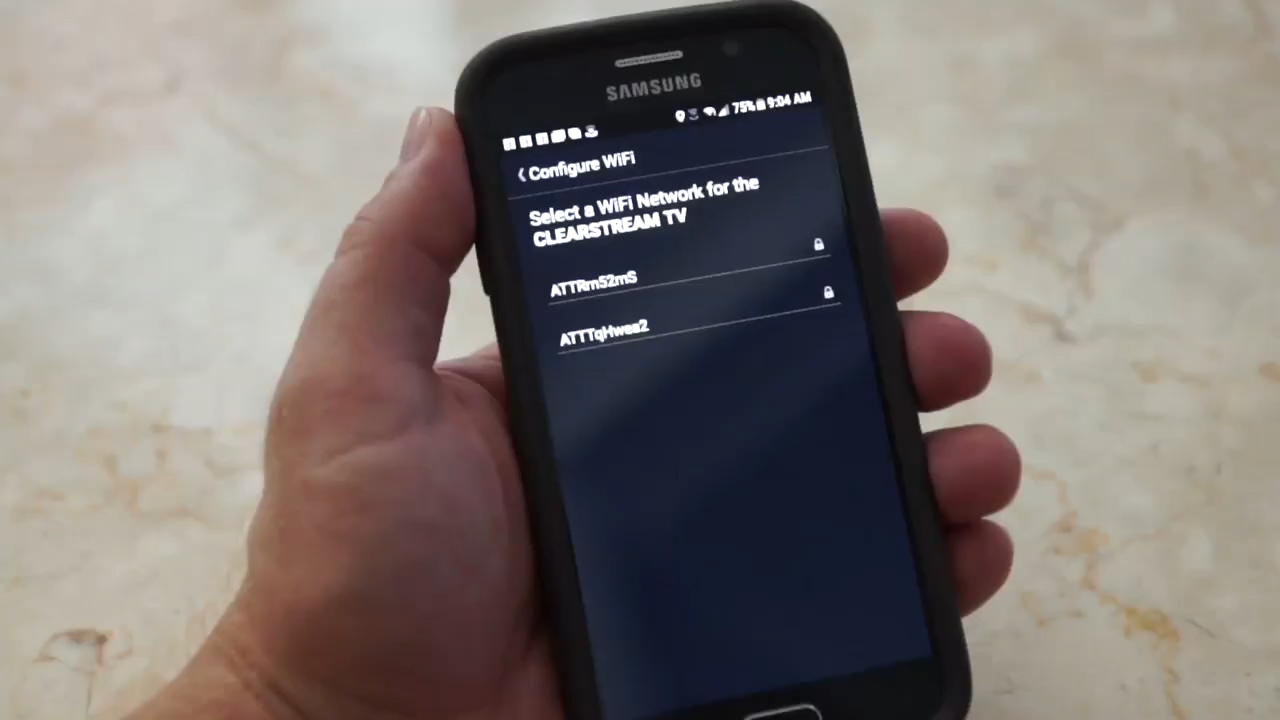 SAMSUNG
75% 9:04 AM
Configure WiFi
Select a WiFi Network for the
CLEARSTREAM TV
ATTRm52mS
ATTTqHwea2